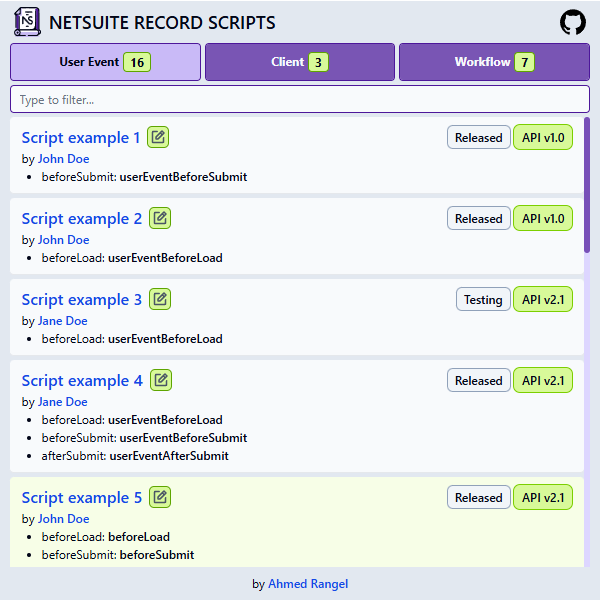 NS
NETSUITE RECORD SCRIPTS
User Event 16
Client 3
Workflow 7
Type to filter...
Script example 1
Released
API v1.0
by John Doe
beforeSubmit: userEventBeforeSubmit
Script example 2
Released
API v1.0
by John Doe
beforeLoad: userEventBeforeLoad
Script example 3
Testing
API v2.1
by Jane Doe
beforeLoad: userEventBeforeLoad
Script example 4
Released
API v2.1
by Jane Doe
beforeLoad: userEventBeforeLoad
beforeSubmit: userEventBeforeSubmit
afterSubmit: userEventAfterSubmit
Script example 5
Released
API v2.1
by John Doe
beforeLoad: beforeLoad
beforeSubmit: beforeSubmit
by Ahmed Rangel